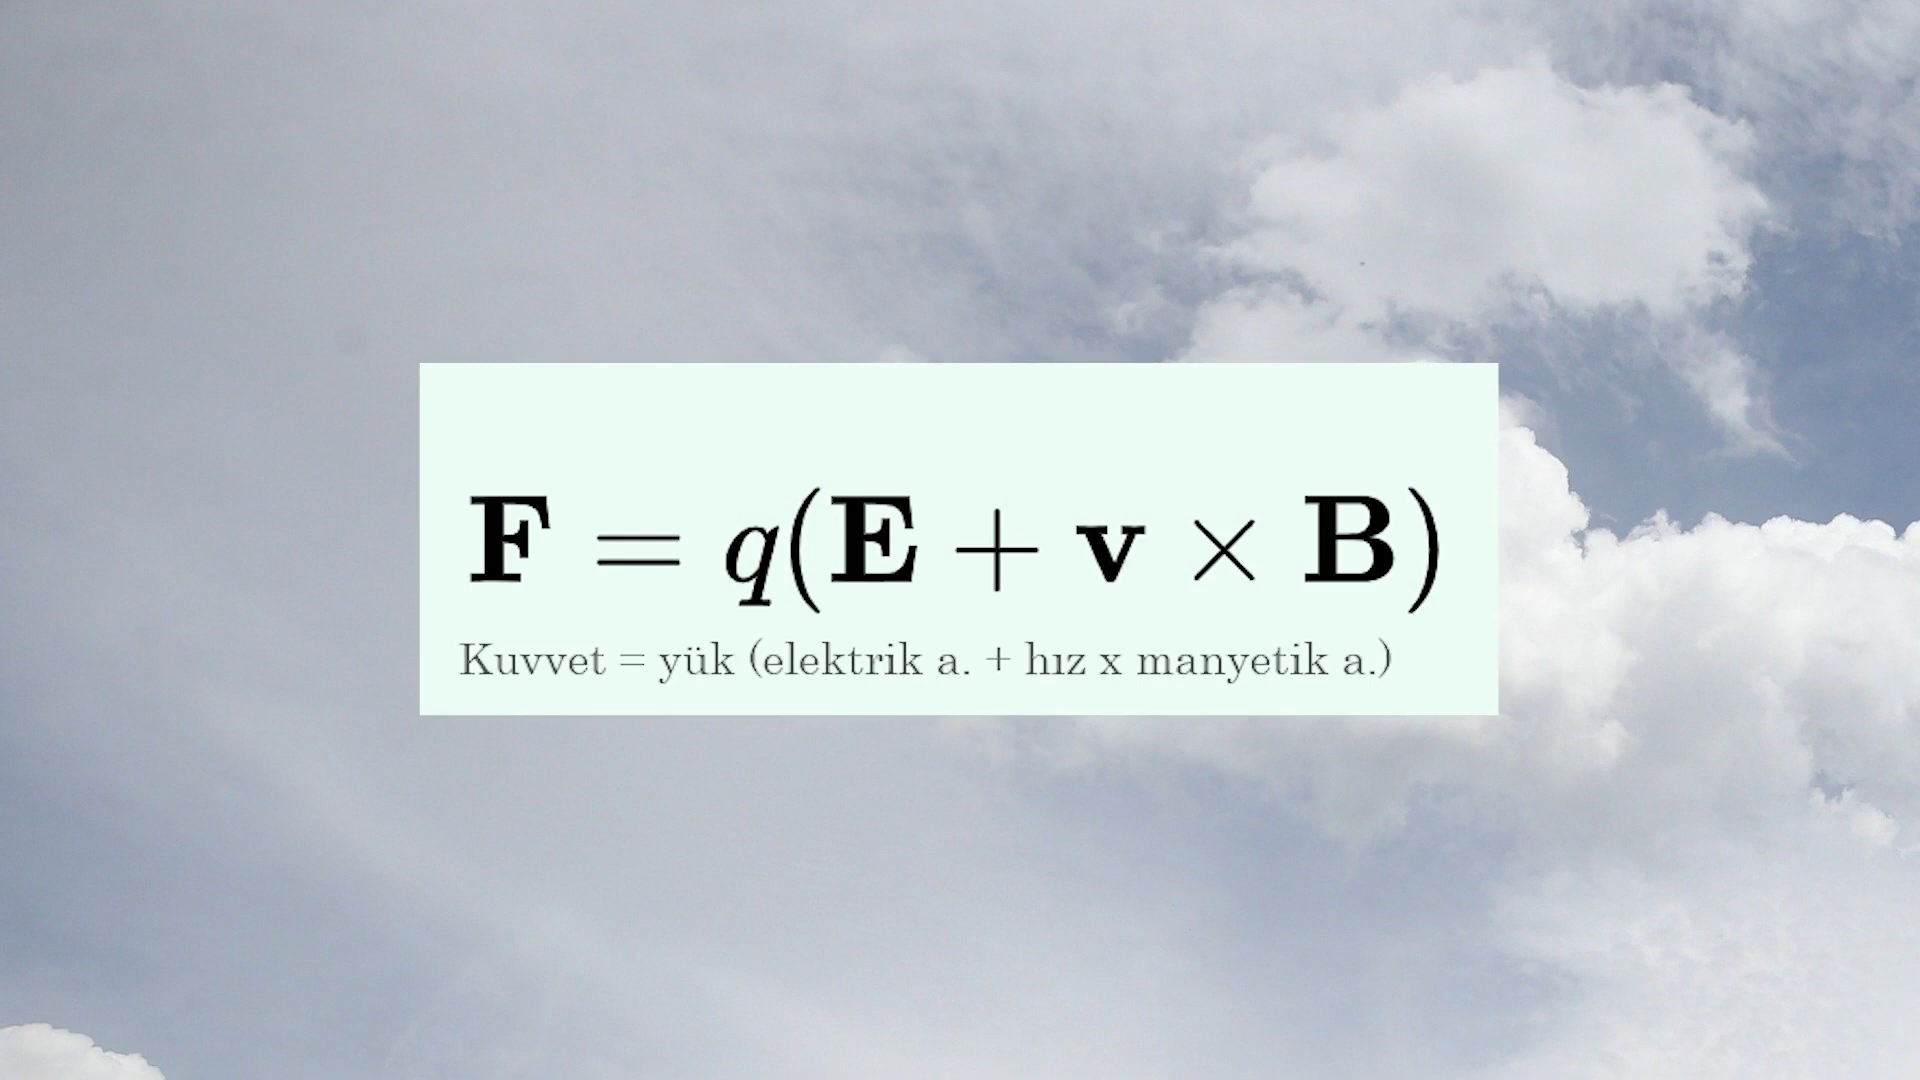 F = q(E + v × B)
Kuvvet = yük (elektrik a. + hız x manyetik a.)